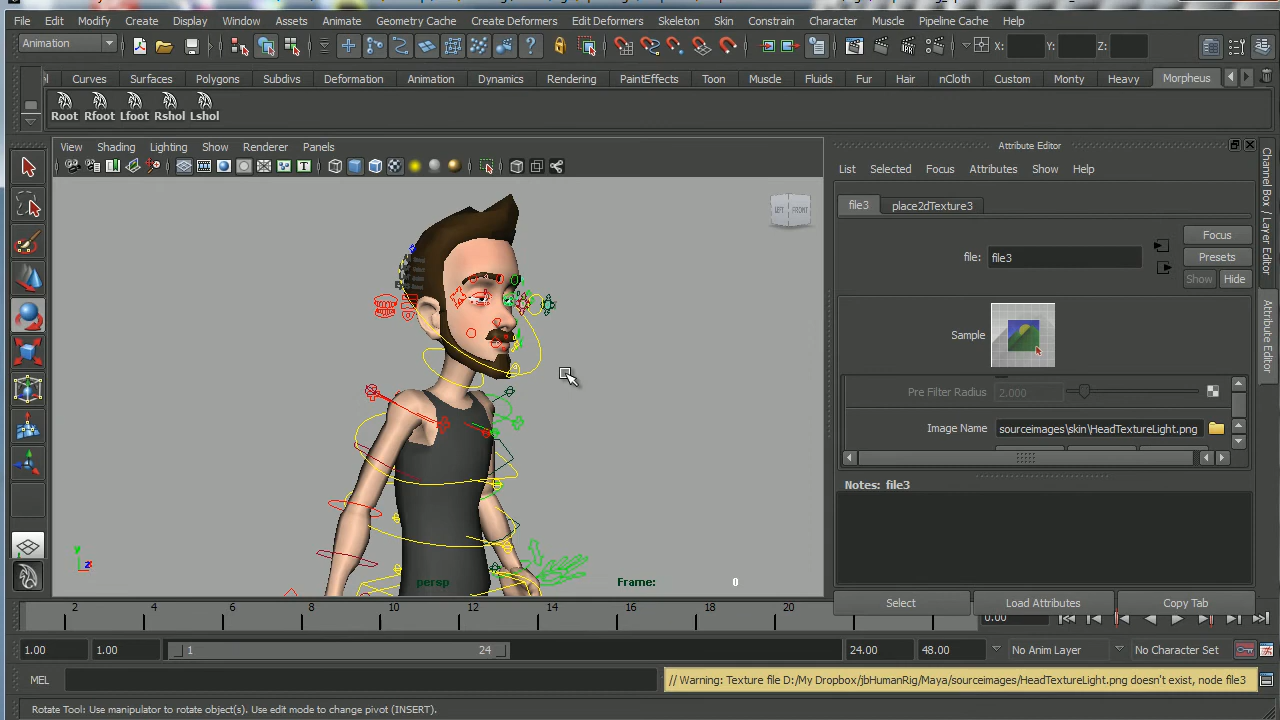 File Edit Modify Create Display Window Assets Animate Geometry Cache Create Deformers Edit Deformers Skeleton Skin Constrain Character Muscle Pipeline Cache Help
Animation X: Y: Z:
Curves Surfaces Polygons Subdivs Deformation Animation Dynamics Rendering PaintEffects Toon Muscle Fluids Fur Hair nCloth Custom Monty Heavy Morpheus
Root Rfoot Lfoot Rshol Lshol
View Shading Lighting Show Renderer Panels
LEFT FRONT
persp Frame: 0
y
z
Attribute Editor
List Selected Focus Attributes Show Help
file3 place2dTexture3
Focus
file: file3 Presets
Show Hide
Sample
Pre Filter Radius 2.000
Image Name sourceimages\skin\HeadTextureLight.png
Notes: file3
Select Load Attributes Copy Tab
Channel Box / Layer Editor
Attribute Editor
2 4 6 8 10 12 14 16 18 20 0.00
1.00 1.00 1 24 24.00 48.00 No Anim Layer No Character Set
MEL // Warning: Texture file D:/My Dropbox/jbHumanRig/Maya/sourceimages/HeadTextureLight.png doesn't exist, node file3
Rotate Tool: Use manipulator to rotate object(s). Use edit mode to change pivot (INSERT).